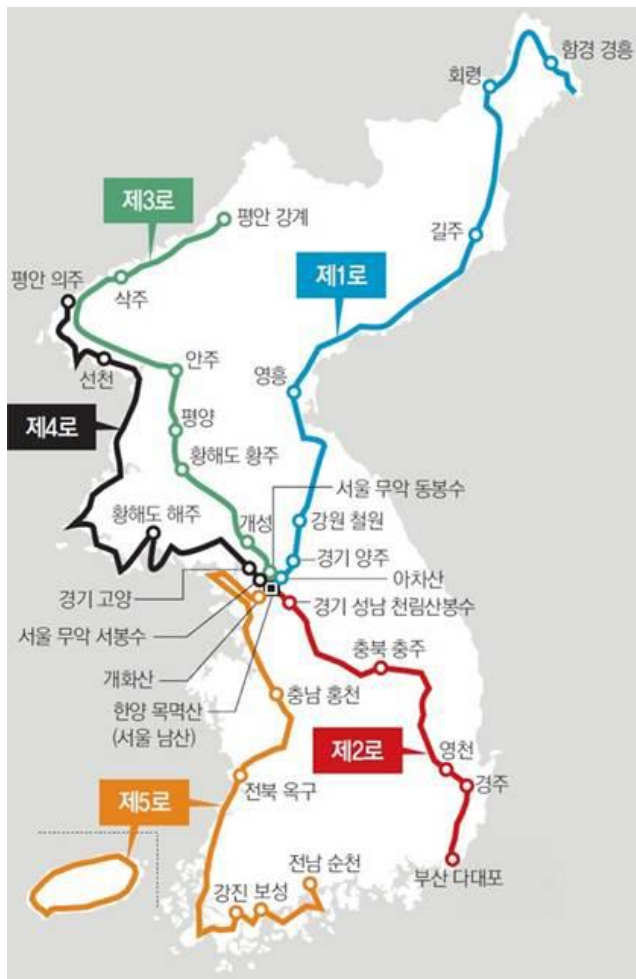 함경 경흥
회령
제3로
평안 강계
길주
평안 의주
삭주
제1로
안주
영흥
선천
평양
제4로
황해도 황주
서울 무악 동봉수
황해도 해주
개성
강원 철원
경기 양주
아차산
경기 고양
경기 성남 천림산봉수
서울 무악 서봉수
충북 충주
개화산
충남 홍천
한양 목멱산
(서울 남산)
제2로
영천
경주
전북 옥구
제5로
전남 순천
강진 보성
부산 다대포